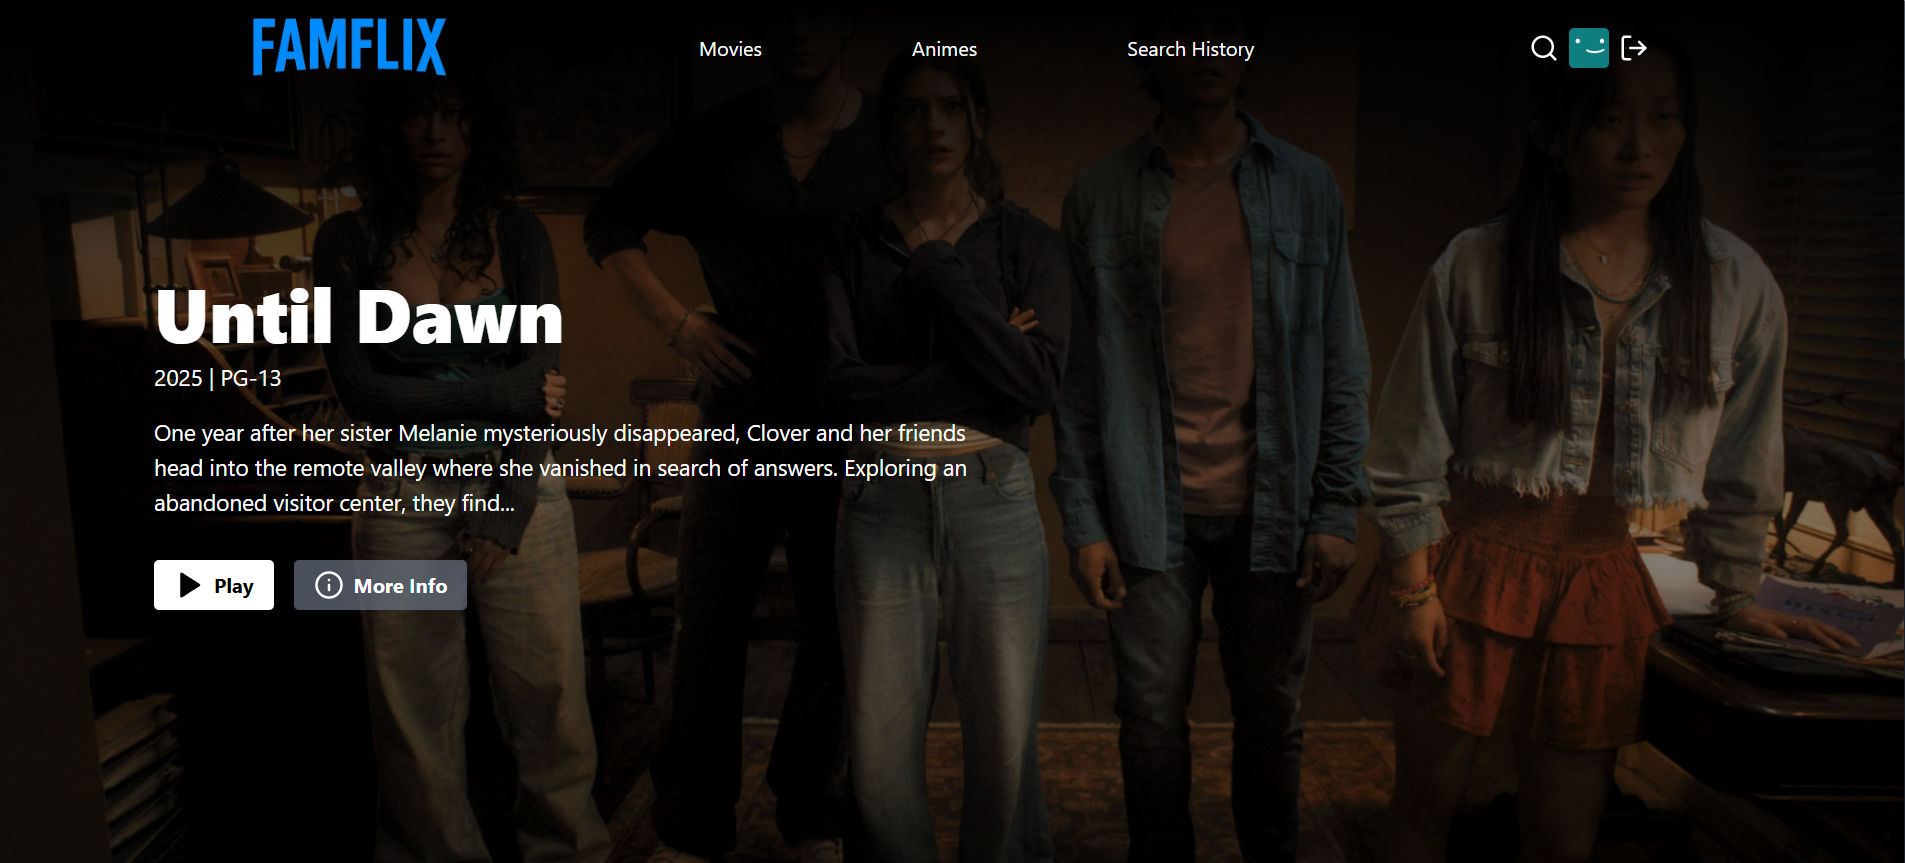 FAMFLIX
Movies
Animes
Search History
Until Dawn
2025 | PG-13
One year after her sister Melanie mysteriously disappeared, Clover and her friends
head into the remote valley where she vanished in search of answers. Exploring an
abandoned visitor center, they find...
Play
More Info